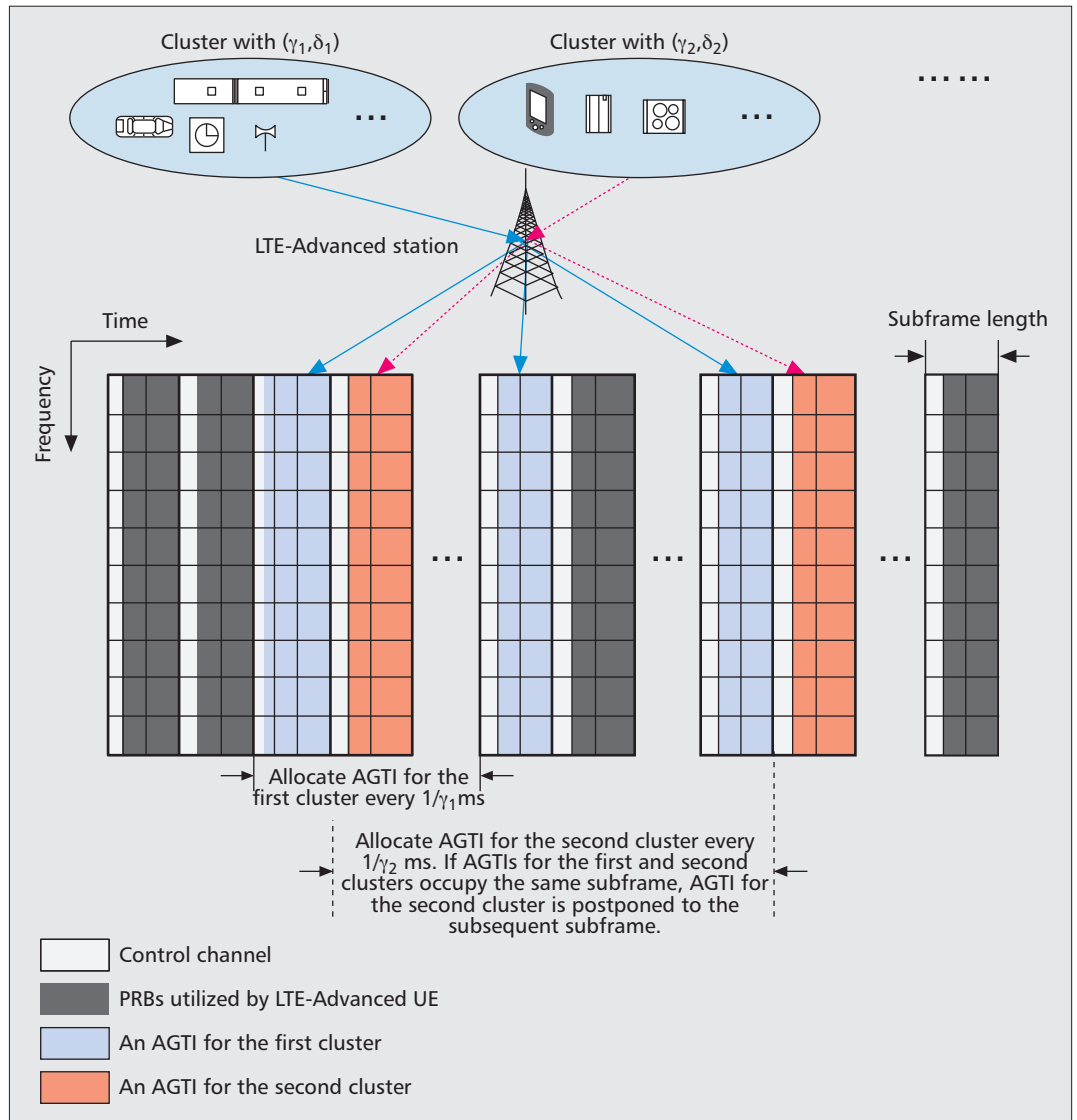 Cluster with (γ1,δ1)
Cluster with (γ2,δ2)
... ...
...
...
LTE-Advanced station
Time
Subframe length
Frequency
...
...
...
Allocate AGTI for the
first cluster every 1/γ1ms
Allocate AGTI for the second cluster every
1/γ2 ms. If AGTIs for the first and second
clusters occupy the same subframe, AGTI for
the second cluster is postponed to the
subsequent subframe.
Control channel
PRBs utilized by LTE-Advanced UE
An AGTI for the first cluster
An AGTI for the second cluster